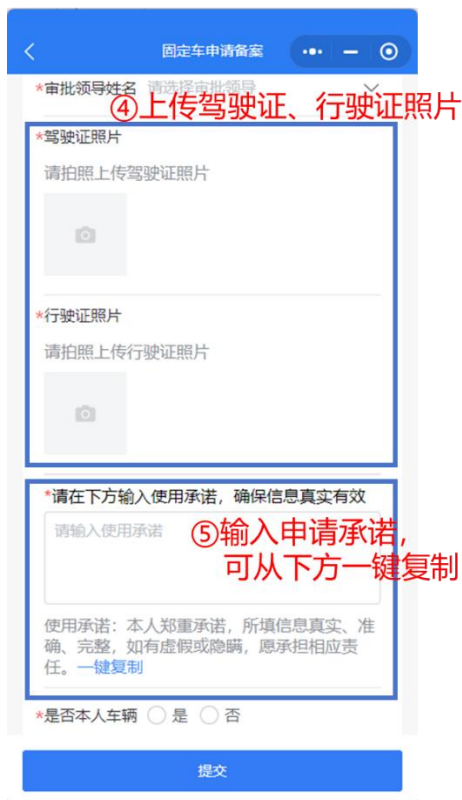 固定车申请备案
*审批领导姓名 请选择审批领导
④上传驾驶证、行驶证照片
*驾驶证照片
请拍照上传驾驶证照片
*行驶证照片
请拍照上传行驶证照片
*请在下方输入使用承诺，确保信息真实有效
请输入使用承诺
⑤输入申请承诺，
可从下方一键复制
使用承诺：本人郑重承诺，所填信息真实、准
确、完整，如有虚假或隐瞒，愿承担相应责
任。一键复制
*是否本人车辆 是 否
提交